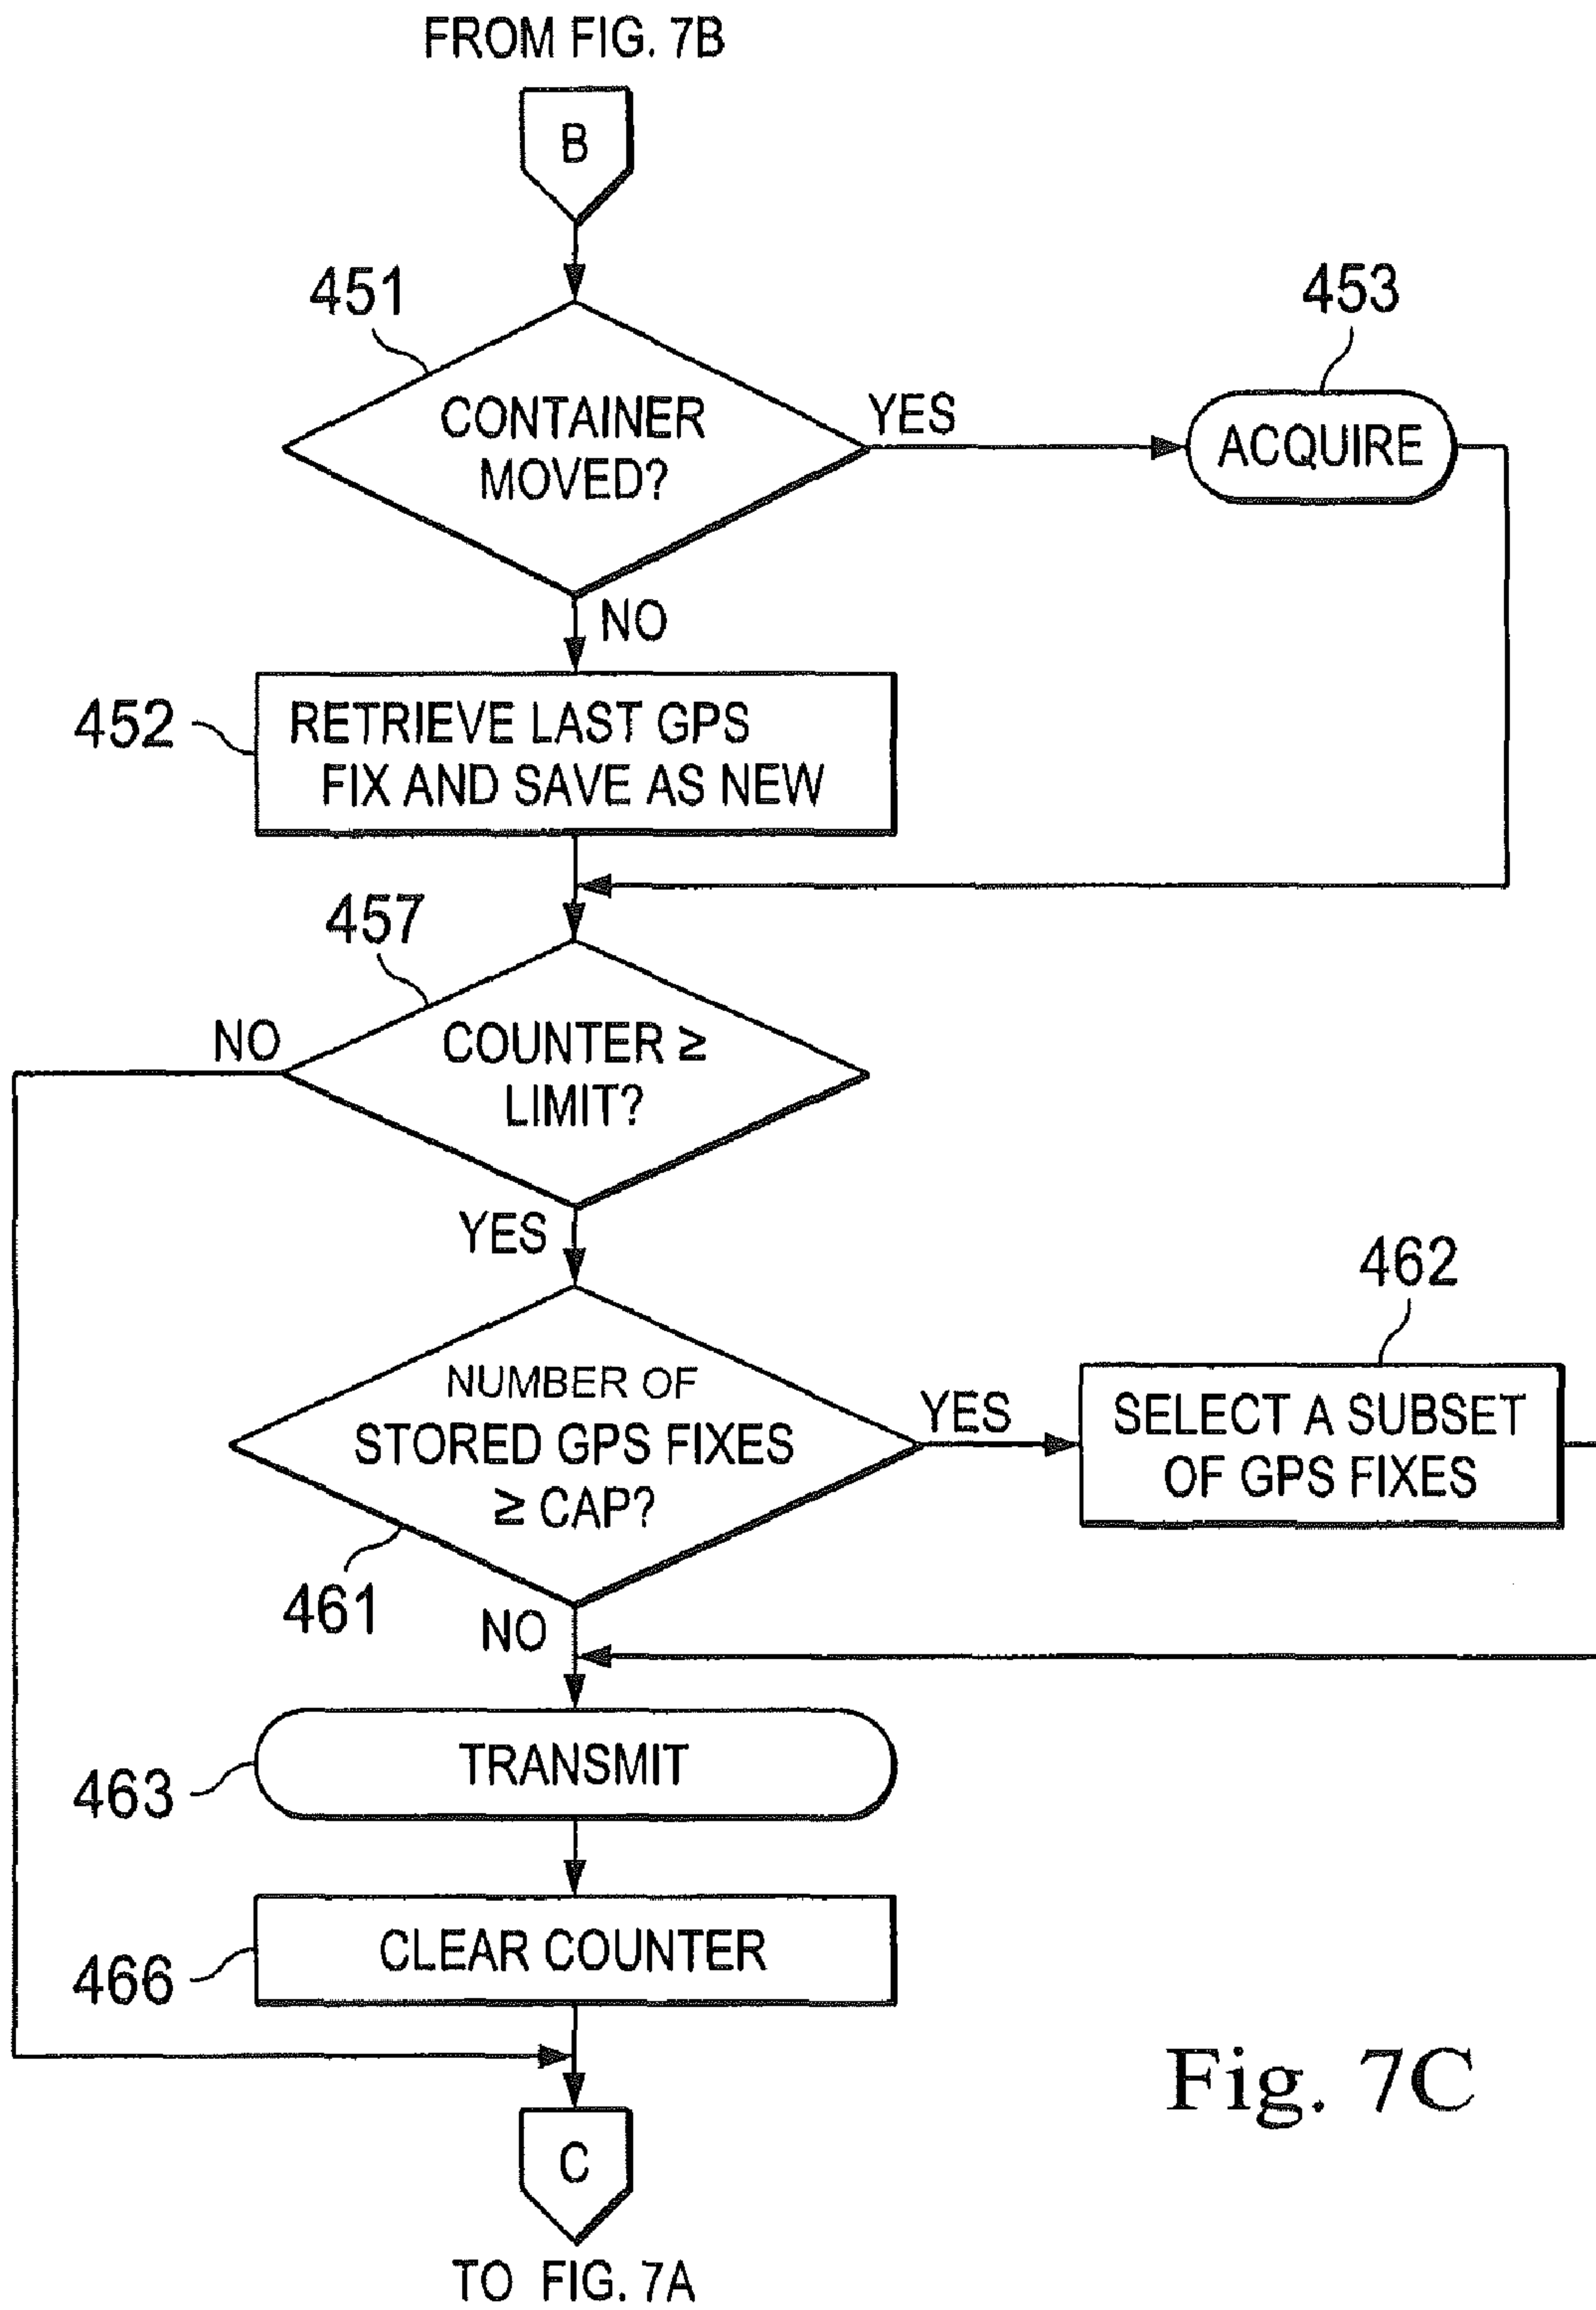 FROM FIG. 7B
B
451
453
CONTAINER
MOVED?
YES
ACQUIRE
NO
452
RETRIEVE LAST GPS
FIX AND SAVE AS NEW
457
NO
COUNTER ≥
LIMIT?
YES
462
NUMBER OF
STORED GPS FIXES
≥ CAP?
YES
SELECT A SUBSET
OF GPS FIXES
461
NO
463
TRANSMIT
466
CLEAR COUNTER
Fig. 7C
C
TO FIG. 7A